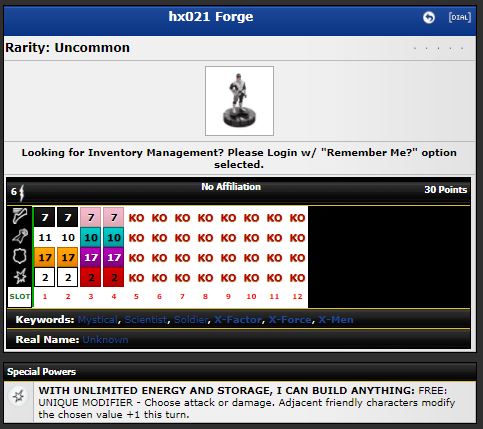 hx021 Forge
[DIAL]
Rarity: Uncommon
Looking for Inventory Management? Please Login w/ "Remember Me?" option
selected.
6 No Affiliation 30 Points
7 7 7 7 KO KO KO KO KO KO KO KO
11 10 10 10 KO KO KO KO KO KO KO KO
17 17 17 17 KO KO KO KO KO KO KO KO
2 2 2 2 KO KO KO KO KO KO KO KO
SLOT 1 2 3 4 5 6 7 8 9 10 11 12
Keywords: Mystical, Scientist, Soldier, X-Factor, X-Force, X-Men
Real Name: Unknown
Special Powers
WITH UNLIMITED ENERGY AND STORAGE, I CAN BUILD ANYTHING: FREE:
UNIQUE MODIFIER - Choose attack or damage. Adjacent friendly characters modify
the chosen value +1 this turn.